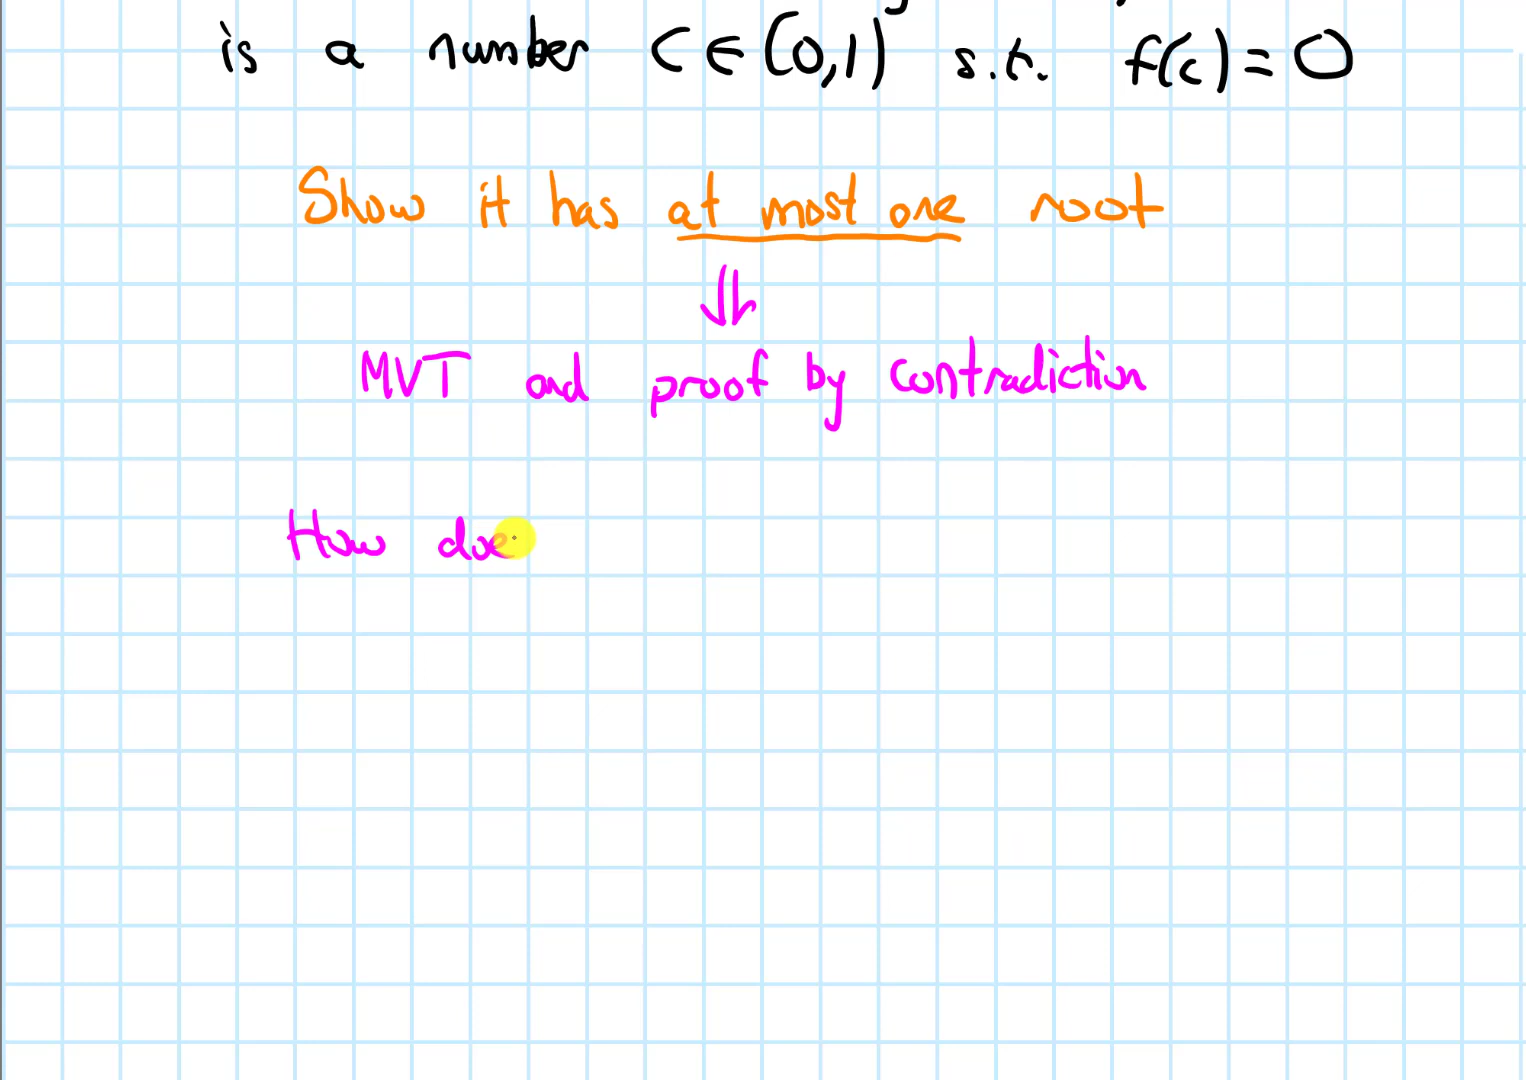 is a number c∈(0,1) s.t. f(c)=0
Show it has at most one root
⇓
MVT and proof by contradiction
How doe